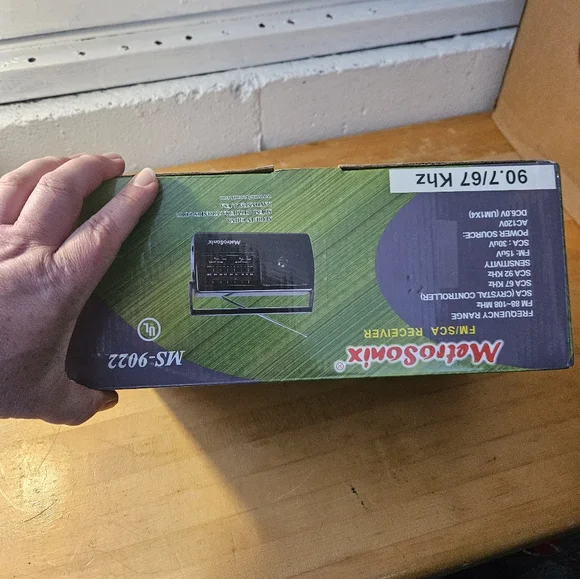 MetroSonix®
FM/SCA RECEIVER
MS-9022
UL
FREQUENCY RANGE
FM 88~108 MHz
SCA (CRYSTAL CONTROLLER)
SCA 67 KHz
SCA 92 KHz
SENSITIVITY
FM: 15uV
SCA : 30uV
POWER SOURCE:
AC120V
DC6.0V (UM1X4)
MetroSonix
90.7/67 Khz